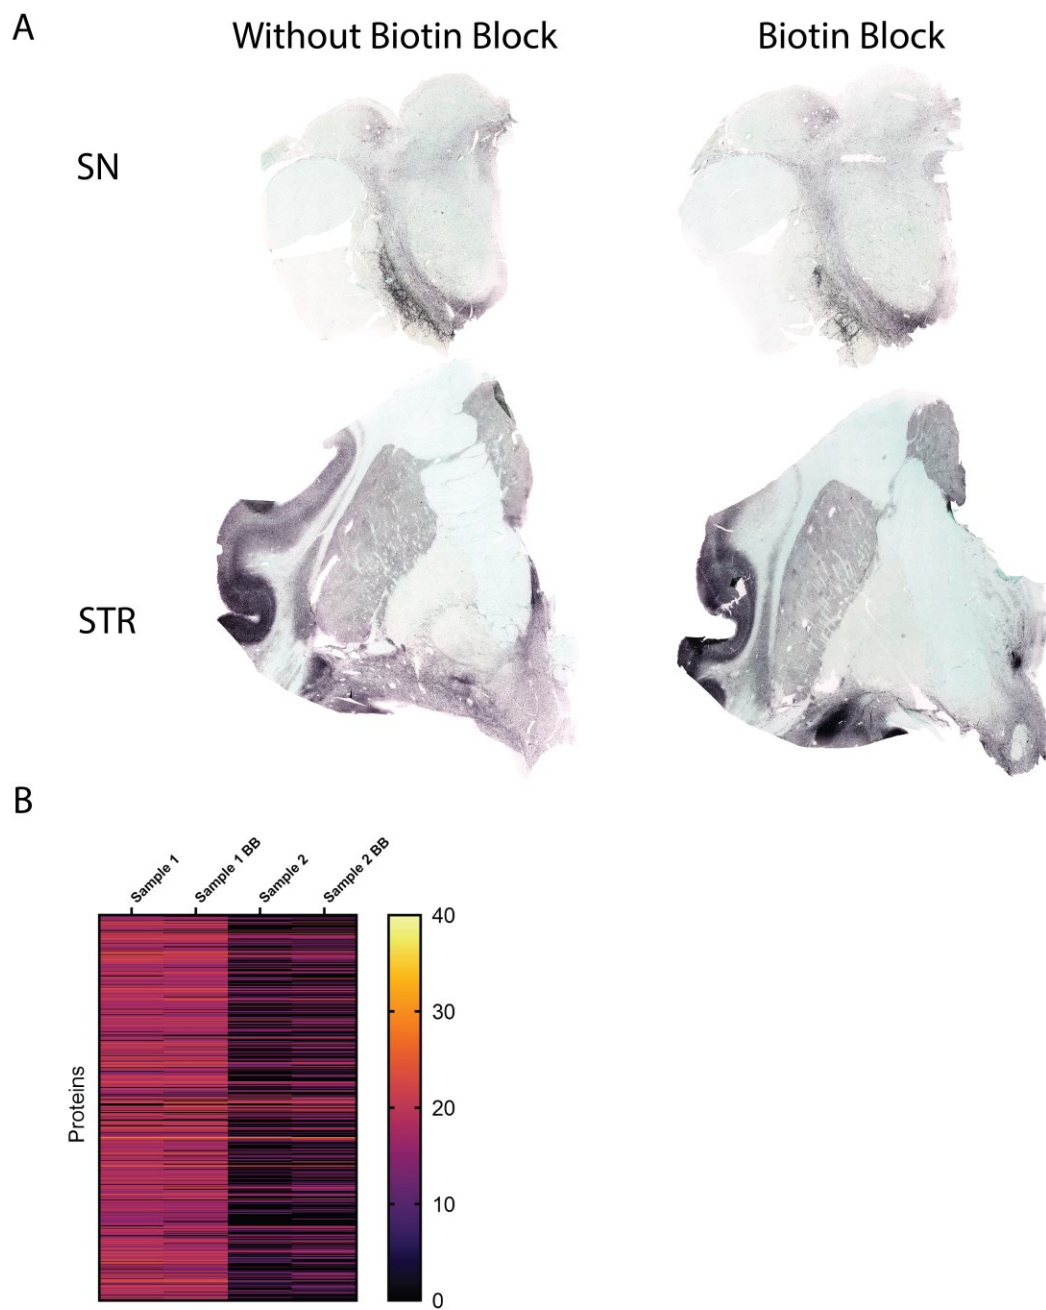 A
Without Biotin Block
Biotin Block
SN
STR
B
Sample 1
Sample 1 BB
Sample 2
Sample 2 BB
Proteins
40
30
20
10
0